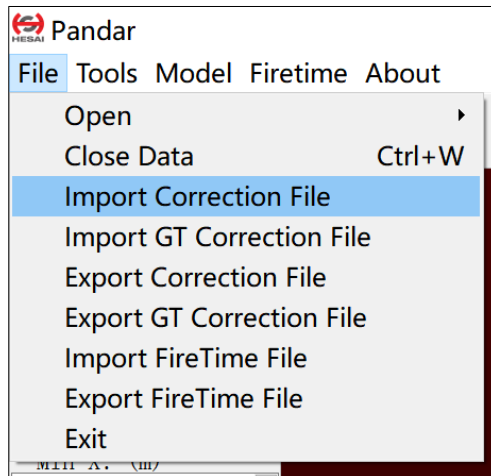 HESAI Pandar
File Tools Model Firetime About
Open
Close Data Ctrl+W
Import Correction File
Import GT Correction File
Export Correction File
Export GT Correction File
Import FireTime File
Export FireTime File
Exit
Min X: (m)